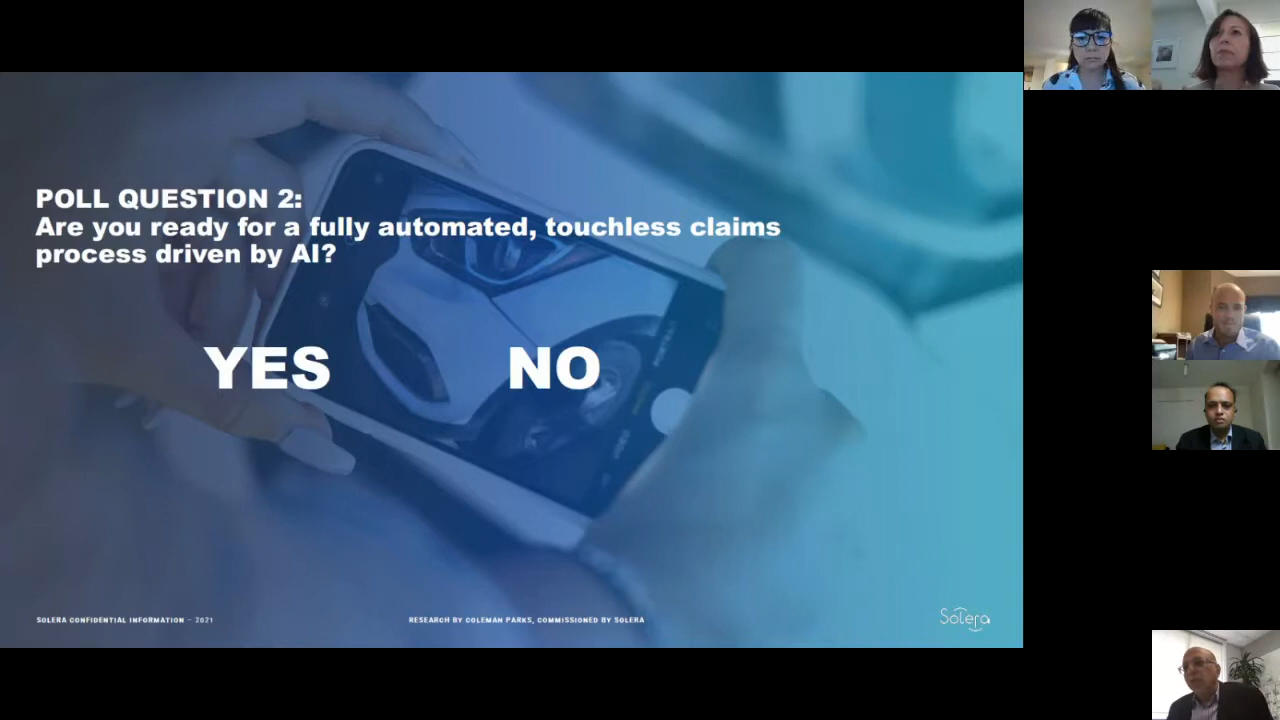 POLL QUESTION 2:
Are you ready for a fully automated, touchless claims
process driven by AI?
YES NO
SOLERA CONFIDENTIAL INFORMATION – 2021
RESEARCH BY COLEMAN PARKS, COMMISSIONED BY SOLERA
Solera